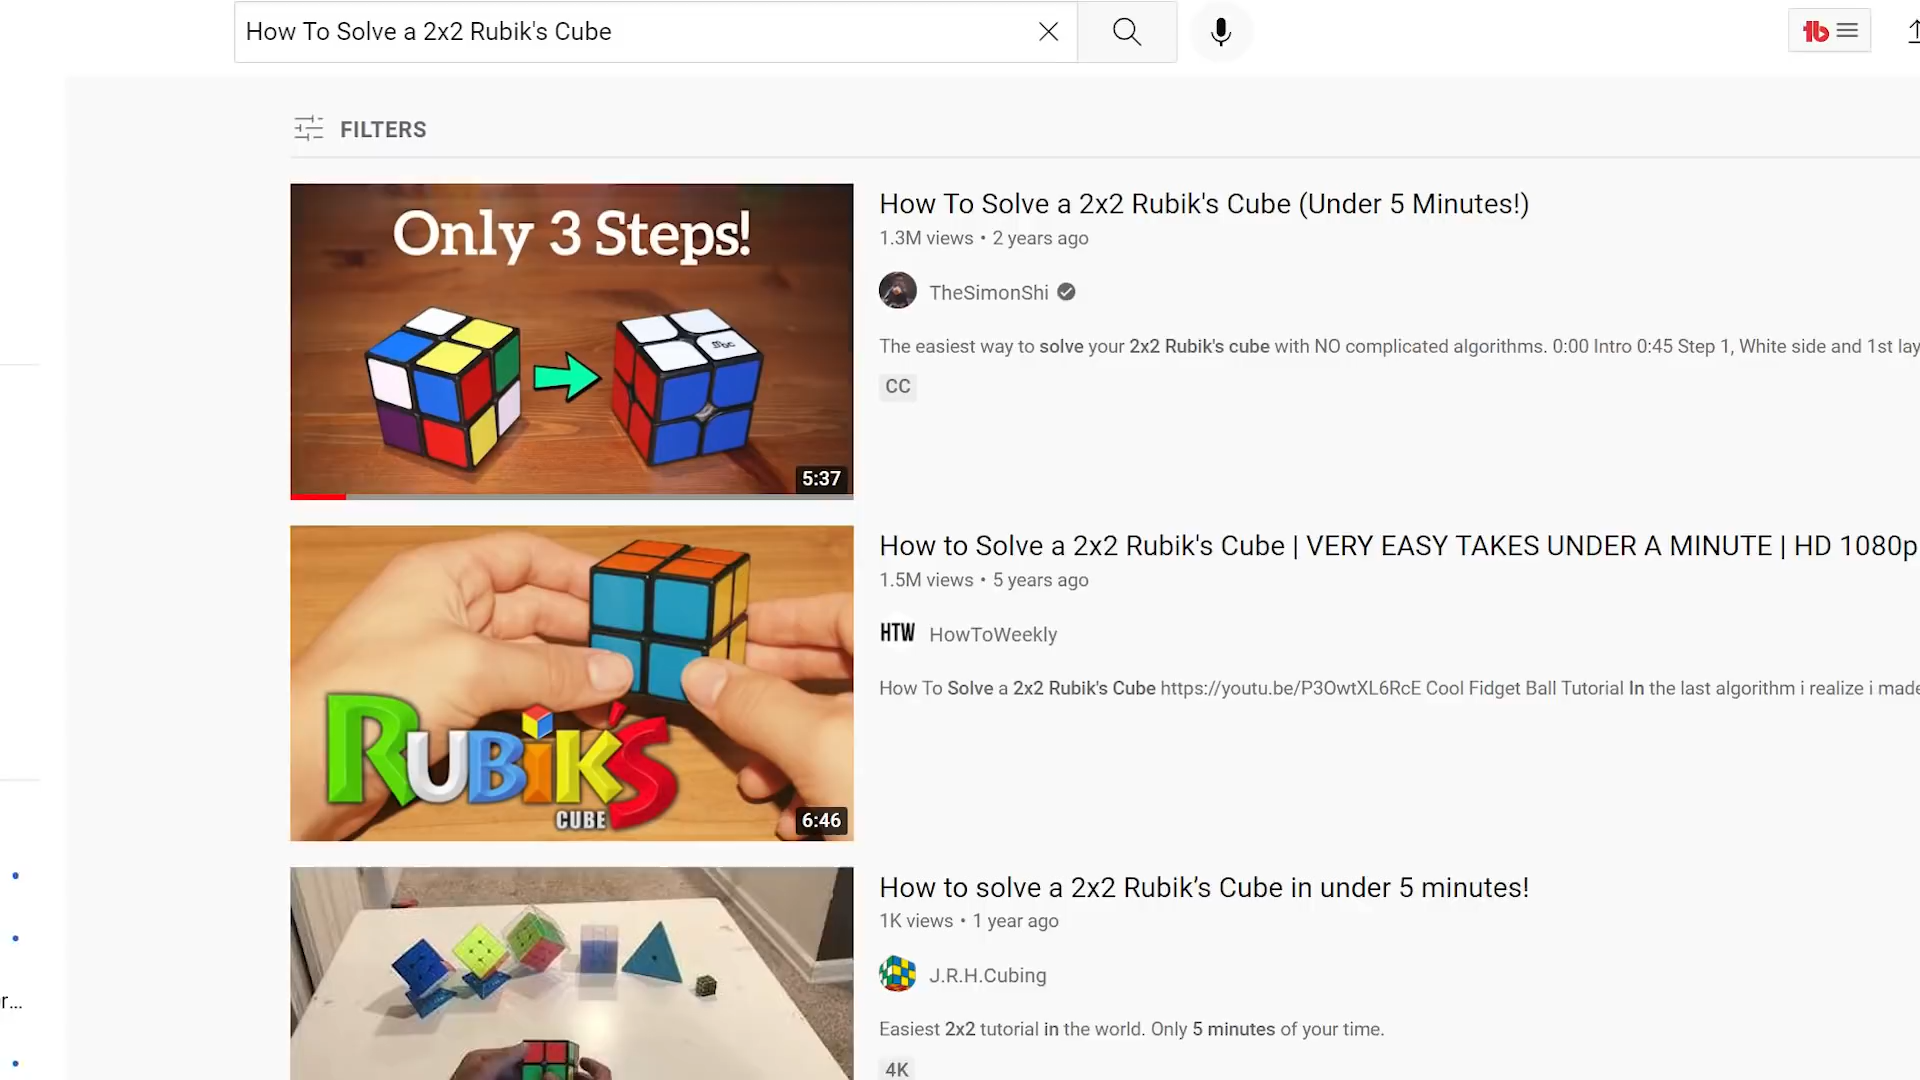 How To Solve a 2x2 Rubik's Cube
FILTERS
Only 3 Steps!
5:37
How To Solve a 2x2 Rubik's Cube (Under 5 Minutes!)
1.3M views • 2 years ago
TheSimonShi
The easiest way to solve your 2x2 Rubik's cube with NO complicated algorithms. 0:00 Intro 0:45 Step 1, White side and 1st lay
CC
RUBIK'S
CUBE
6:46
How to Solve a 2x2 Rubik's Cube | VERY EASY TAKES UNDER A MINUTE | HD 1080p
1.5M views • 5 years ago
HTW HowToWeekly
How To Solve a 2x2 Rubik's Cube https://youtu.be/P3OwtXL6RcE Cool Fidget Ball Tutorial In the last algorithm i realize i made
How to solve a 2x2 Rubik’s Cube in under 5 minutes!
1K views • 1 year ago
J.R.H.Cubing
Easiest 2x2 tutorial in the world. Only 5 minutes of your time.
4K
r...